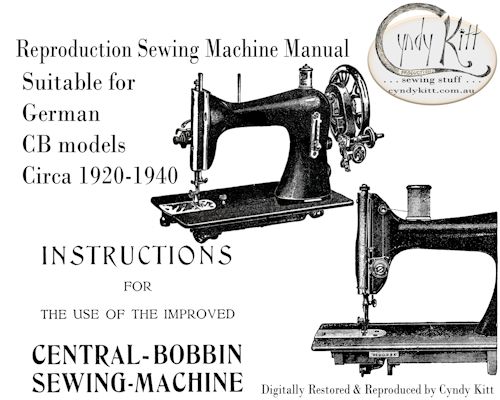 Reproduction Sewing Machine Manual
Suitable for
German
CB models
Circa 1920-1940
Cyndy Kitt
... sewing stuff ...
cyndykitt.com.au
INSTRUCTIONS
FOR
THE USE OF THE IMPROVED
CENTRAL-BOBBIN
SEWING-MACHINE
Digitally Restored & Reproduced by Cyndy Kitt